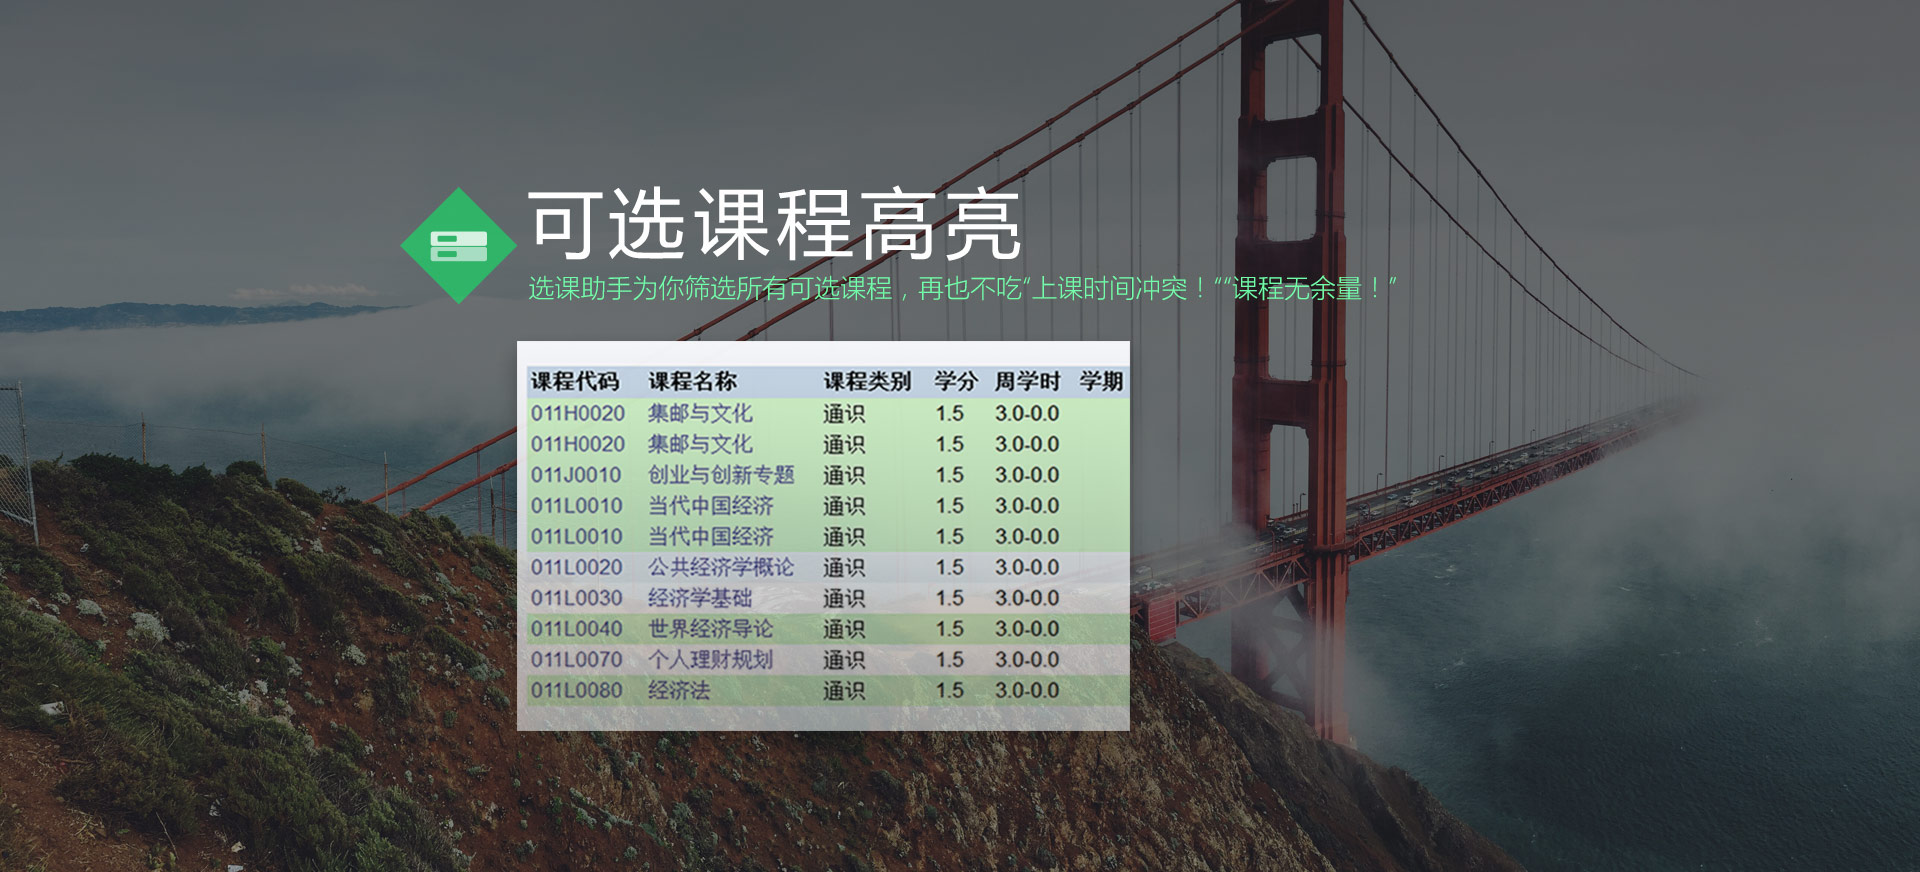 可选课程高亮
选课助手为你筛选所有可选课程，再也不吃“上课时间冲突！”“课程无余量！”
课程代码 课程名称 课程类别 学分 周学时 学期
011H0020 集邮与文化 通识 1.5 3.0-0.0
011H0020 集邮与文化 通识 1.5 3.0-0.0
011J0010 创业与创新专题 通识 1.5 3.0-0.0
011L0010 当代中国经济 通识 1.5 3.0-0.0
011L0010 当代中国经济 通识 1.5 3.0-0.0
011L0020 公共经济学概论 通识 1.5 3.0-0.0
011L0030 经济学基础 通识 1.5 3.0-0.0
011L0040 世界经济导论 通识 1.5 3.0-0.0
011L0070 个人理财规划 通识 1.5 3.0-0.0
011L0080 经济法 通识 1.5 3.0-0.0